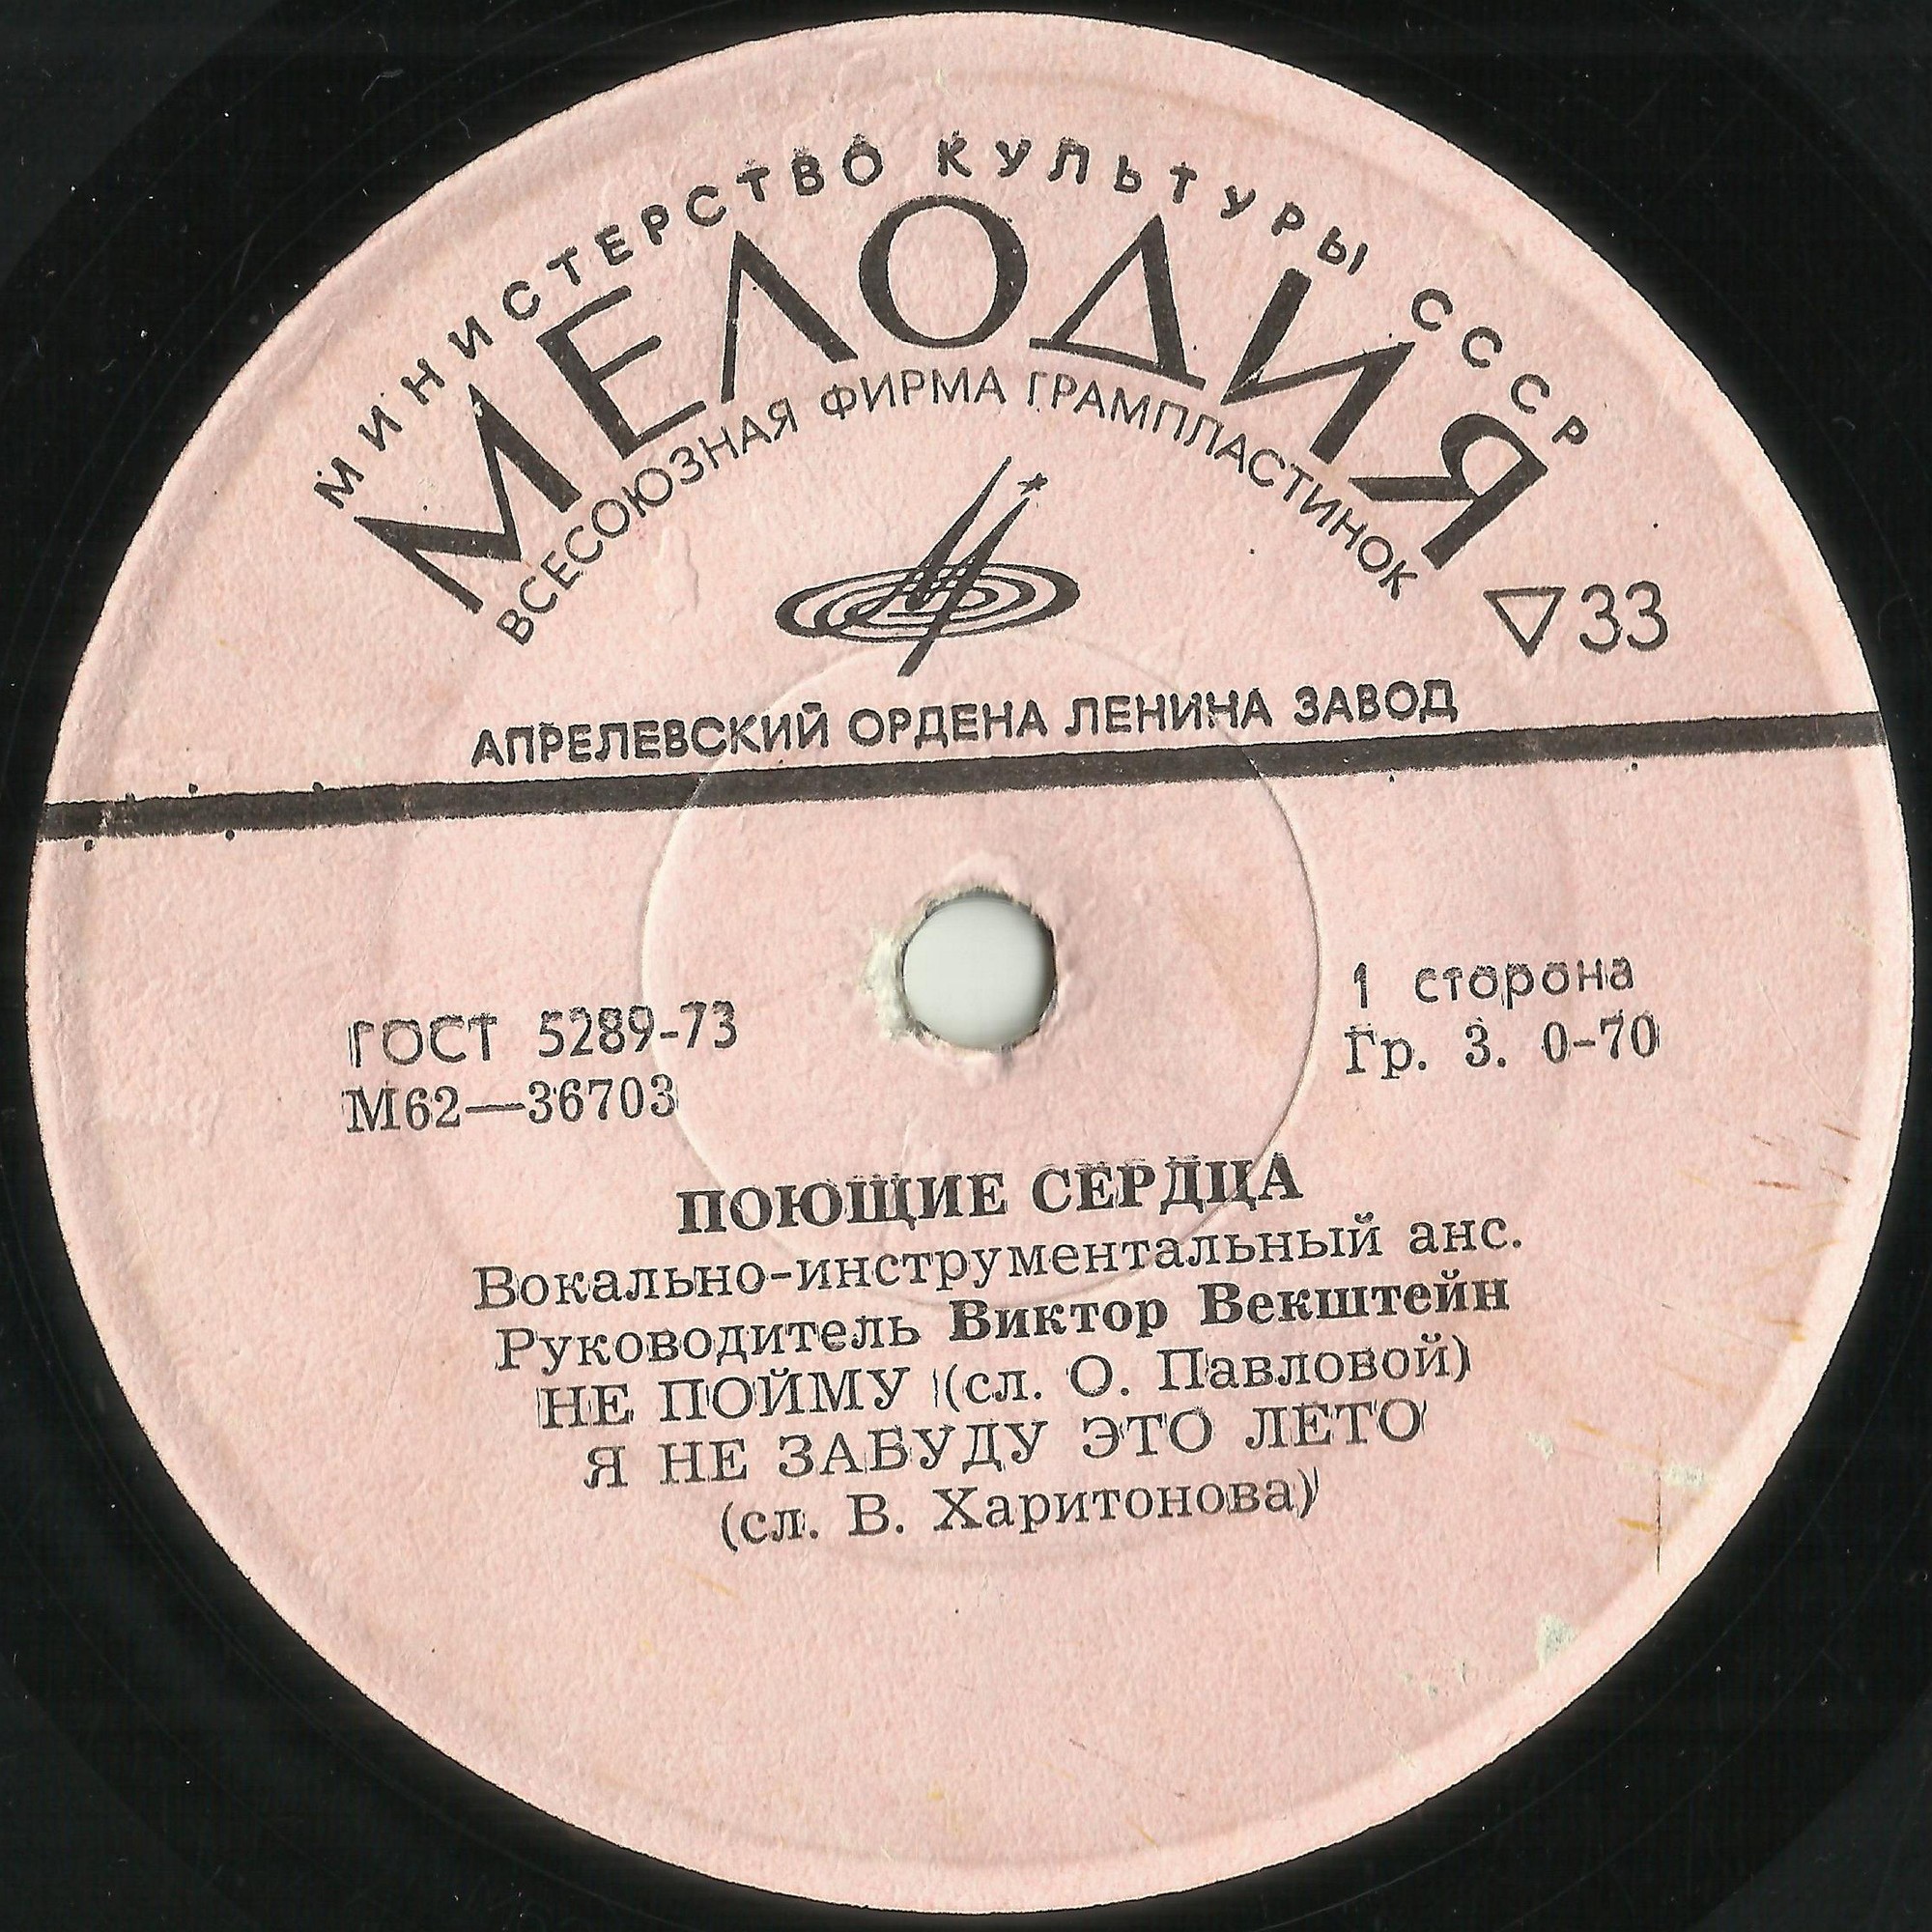 МИНИСТЕРСТВО КУЛЬТУРЫ СССР
МЕЛОДИЯ
ВСЕСОЮЗНАЯ ФИРМА ГРАМПЛАСТИНОК
▽33
АПРЕЛЕВСКИЙ ОРДЕНА ЛЕНИНА ЗАВОД
ГОСТ 5289-73
М62—36703
1 сторона
Гр. 3. 0-70
ПОЮЩИЕ СЕРДЦА
Вокально-инструментальный анс.
Руководитель Виктор Векштейн
НЕ ПОЙМУ (сл. О. Павловой)
Я НЕ ЗАБУДУ ЭТО ЛЕТО
(сл. В. Харитонова)